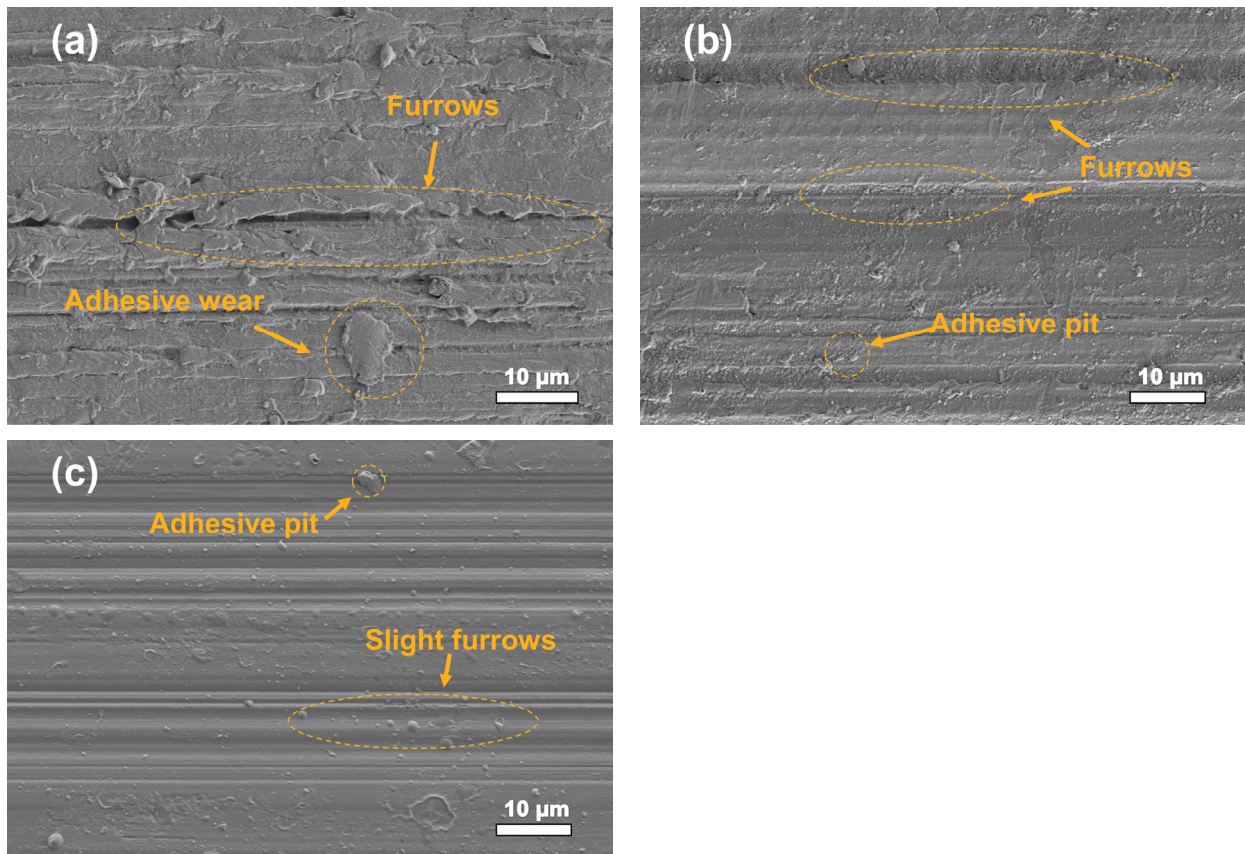 (a)
Furrows
Adhesive wear
10 µm
(b)
Furrows
Adhesive pit
10 µm
(c)
Adhesive pit
Slight furrows
10 µm